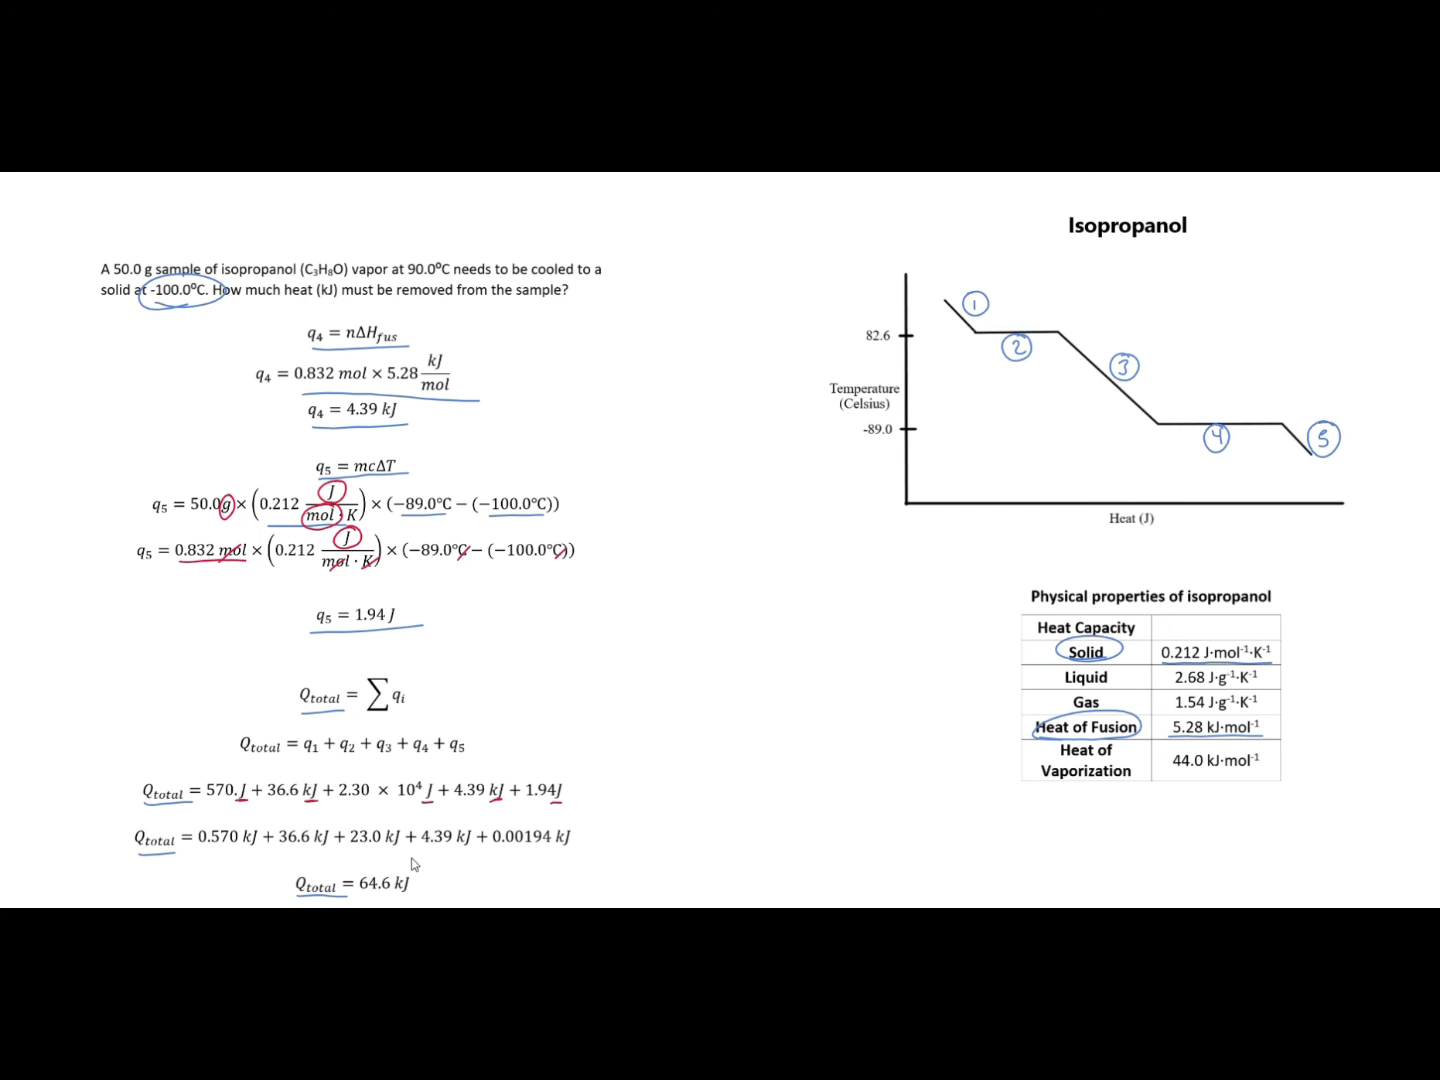 A 50.0 g sample of isopropanol (C₃H₈O) vapor at 90.0⁰C needs to be cooled to a
solid at -100.0⁰C. How much heat (kJ) must be removed from the sample?
q₄ = nΔH_fus
q₄ = 0.832 mol × 5.28 kJ/mol
q₄ = 4.39 kJ
q₅ = mcΔT
q₅ = 50.0g × (0.212 J/(mol · K)) × (−89.0°C − (−100.0°C))
q₅ = 0.832 mol × (0.212 J/(mol · K)) × (−89.0°C − (−100.0°C))
q₅ = 1.94 J
Q_total = ∑ qᵢ
Q_total = q₁ + q₂ + q₃ + q₄ + q₅
Q_total = 570. J + 36.6 kJ + 2.30 × 10⁴ J + 4.39 kJ + 1.94J
Q_total = 0.570 kJ + 36.6 kJ + 23.0 kJ + 4.39 kJ + 0.00194 kJ
Q_total = 64.6 kJ
Isopropanol
1
82.6
2
3
Temperature
(Celsius)
-89.0
4
5
Heat (J)
Physical properties of isopropanol
Heat Capacity
Solid 0.212 J·mol⁻¹·K⁻¹
Liquid 2.68 J·g⁻¹·K⁻¹
Gas 1.54 J·g⁻¹·K⁻¹
Heat of Fusion 5.28 kJ·mol⁻¹
Heat of
Vaporization 44.0 kJ·mol⁻¹